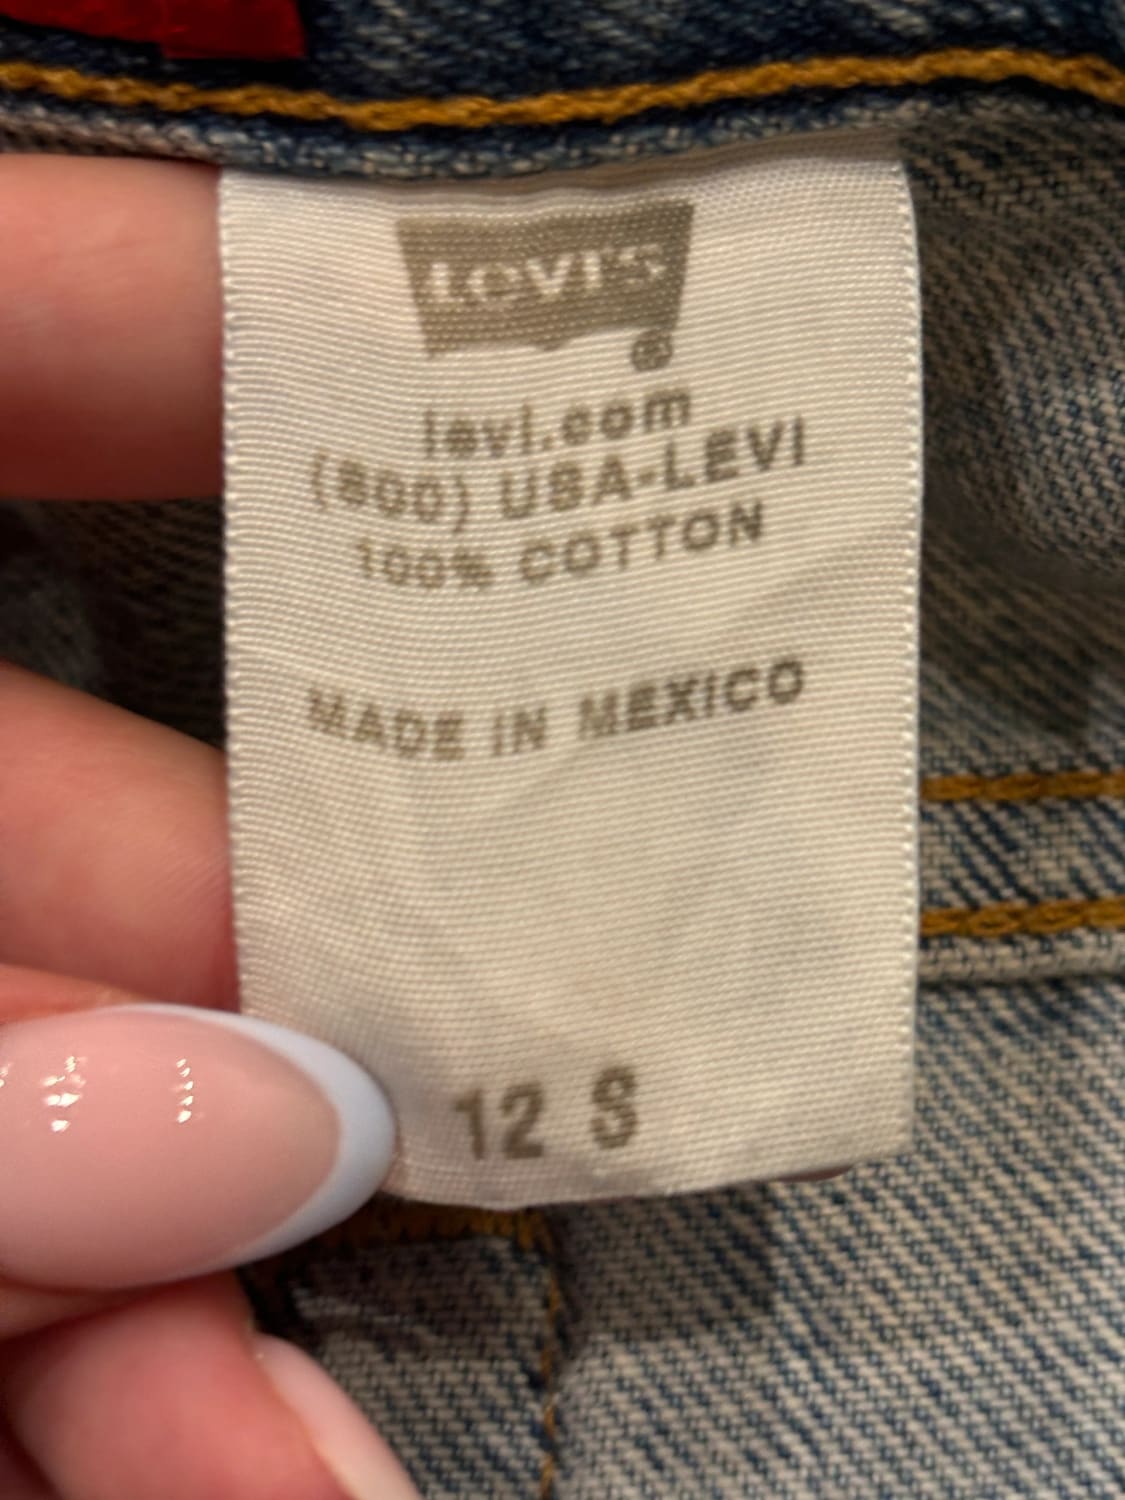 Levi's
®
levi.com
(800) USA-LEVI
100% COTTON
MADE IN MEXICO
12 S